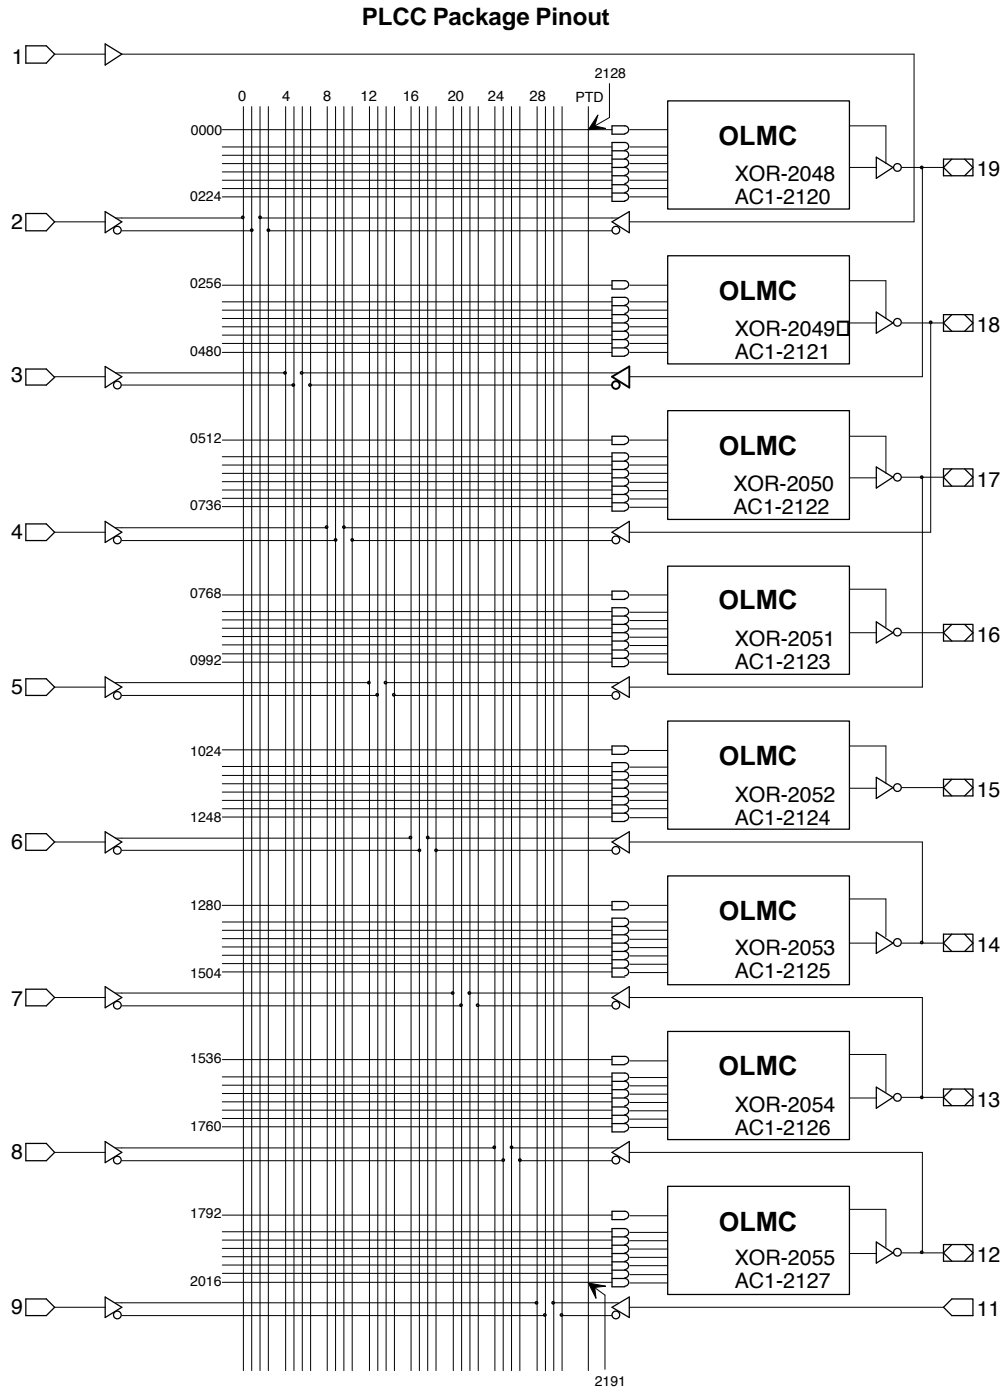 PLCC Package Pinout
1
2128
0 4 8 12 16 20 24 28 PTD
0000
OLMC
XOR-2048
AC1-2120
19
0224
2
0256
OLMC
XOR-2049
AC1-2121
18
0480
3
0512
OLMC
XOR-2050
AC1-2122
17
0736
4
0768
OLMC
XOR-2051
AC1-2123
16
0992
5
1024
OLMC
XOR-2052
AC1-2124
15
1248
6
1280
OLMC
XOR-2053
AC1-2125
14
1504
7
1536
OLMC
XOR-2054
AC1-2126
13
1760
8
1792
OLMC
XOR-2055
AC1-2127
12
2016
9
11
2191